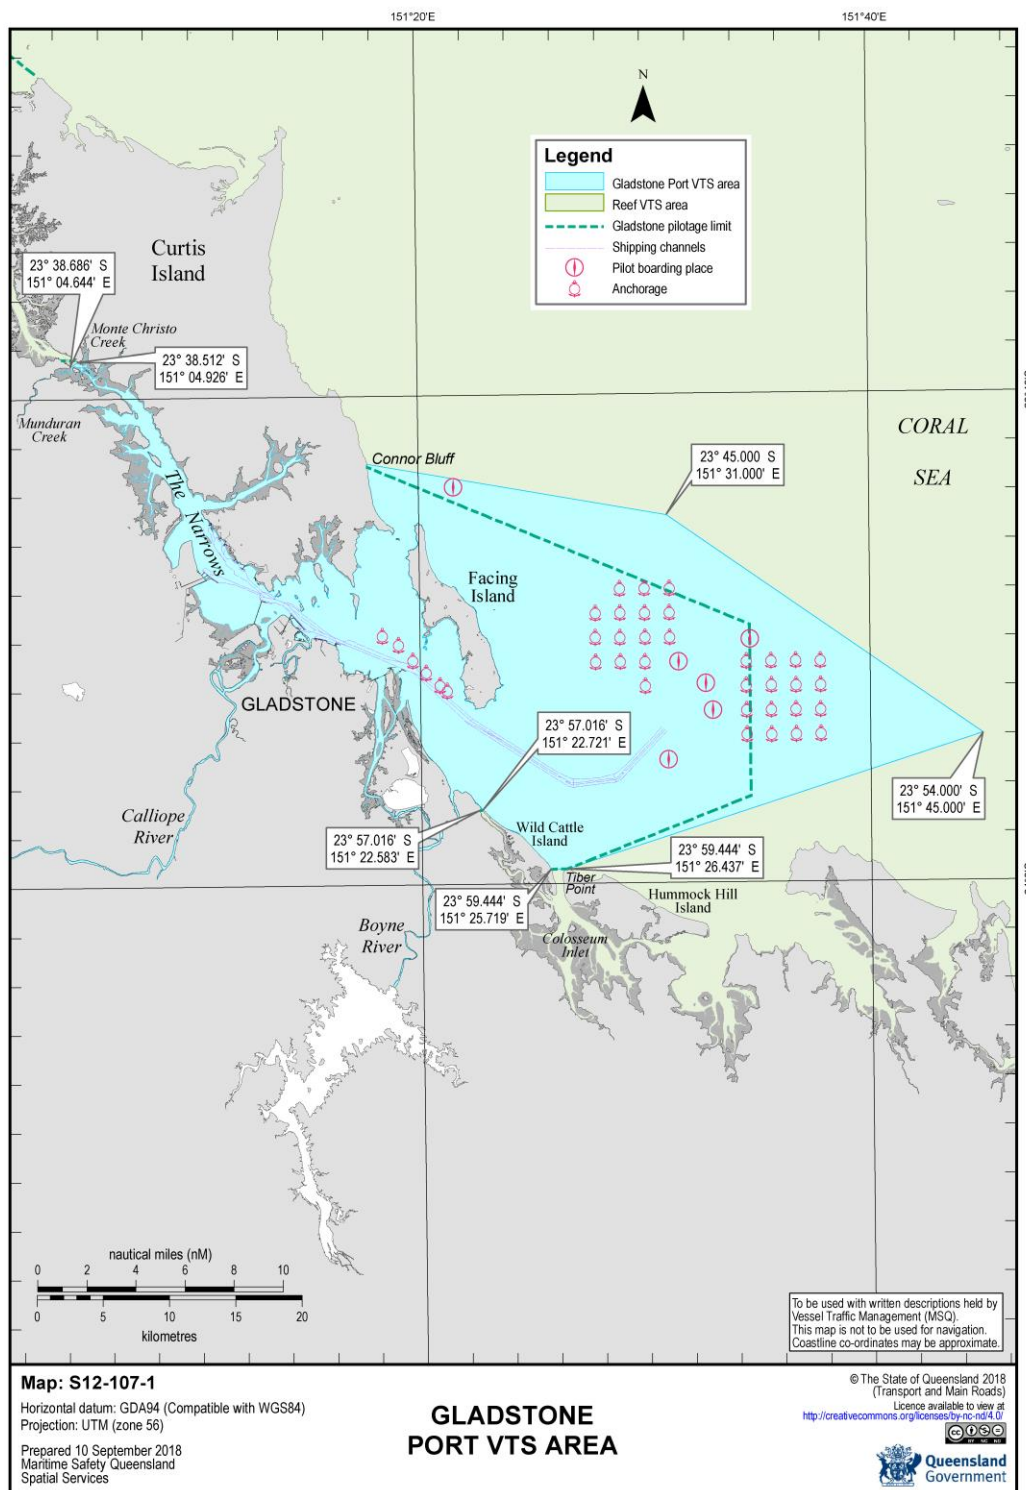 151°20'E
151°40'E
N
Legend
Gladstone Port VTS area
Reef VTS area
Gladstone pilotage limit
Shipping channels
Pilot boarding place
Anchorage
Curtis
Island
23° 38.686' S
151° 04.644' E
Monte Christo
Creek
23° 38.512' S
151° 04.926' E
Munduran
Creek
The Narrows
Connor Bluff
23° 45.000' S
151° 31.000' E
CORAL
SEA
Facing
Island
GLADSTONE
23° 57.016' S
151° 22.721' E
23° 54.000' S
151° 45.000' E
Calliope
River
23° 57.016' S
151° 22.583' E
Wild Cattle
Island
23° 59.444' S
151° 26.437' E
Tiber
Point
23° 59.444' S
151° 25.719' E
Hummock Hill
Island
Boyne
River
Colosseum
Inlet
nautical miles (nM)
0 2 4 6 8 10
0 5 10 15 20
kilometres
To be used with written descriptions held by
Vessel Traffic Management (MSQ).
This map is not to be used for navigation.
Coastline co-ordinates may be approximate.
Map: S12-107-1
Horizontal datum: GDA94 (Compatible with WGS84)
Projection: UTM (zone 56)
Prepared 10 September 2018
Maritime Safety Queensland
Spatial Services
GLADSTONE
PORT VTS AREA
© The State of Queensland 2018
(Transport and Main Roads)
Licence available to view at
http://creativecommons.org/licenses/by-nc-nd/4.0/
cc
BY NC ND
Queensland
Government